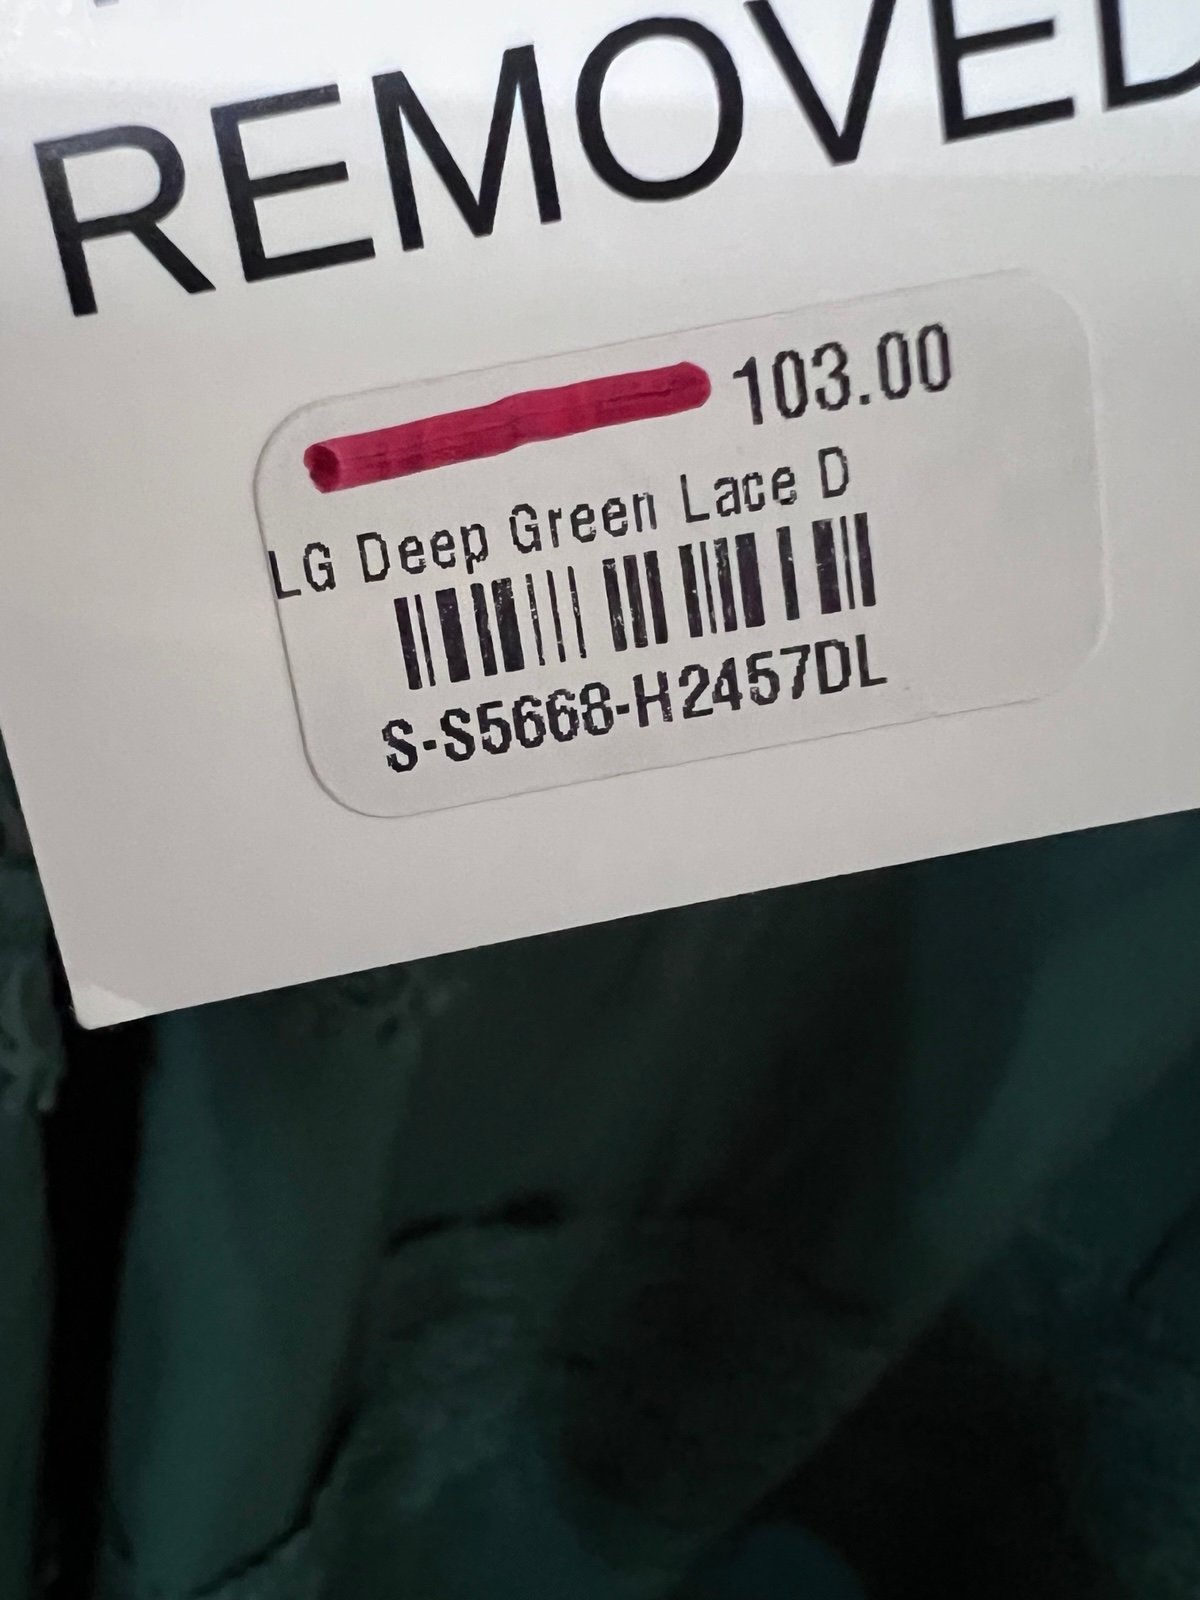 REMOVED
103.00
LG Deep Green Lace D
S-S5668-H2457DL